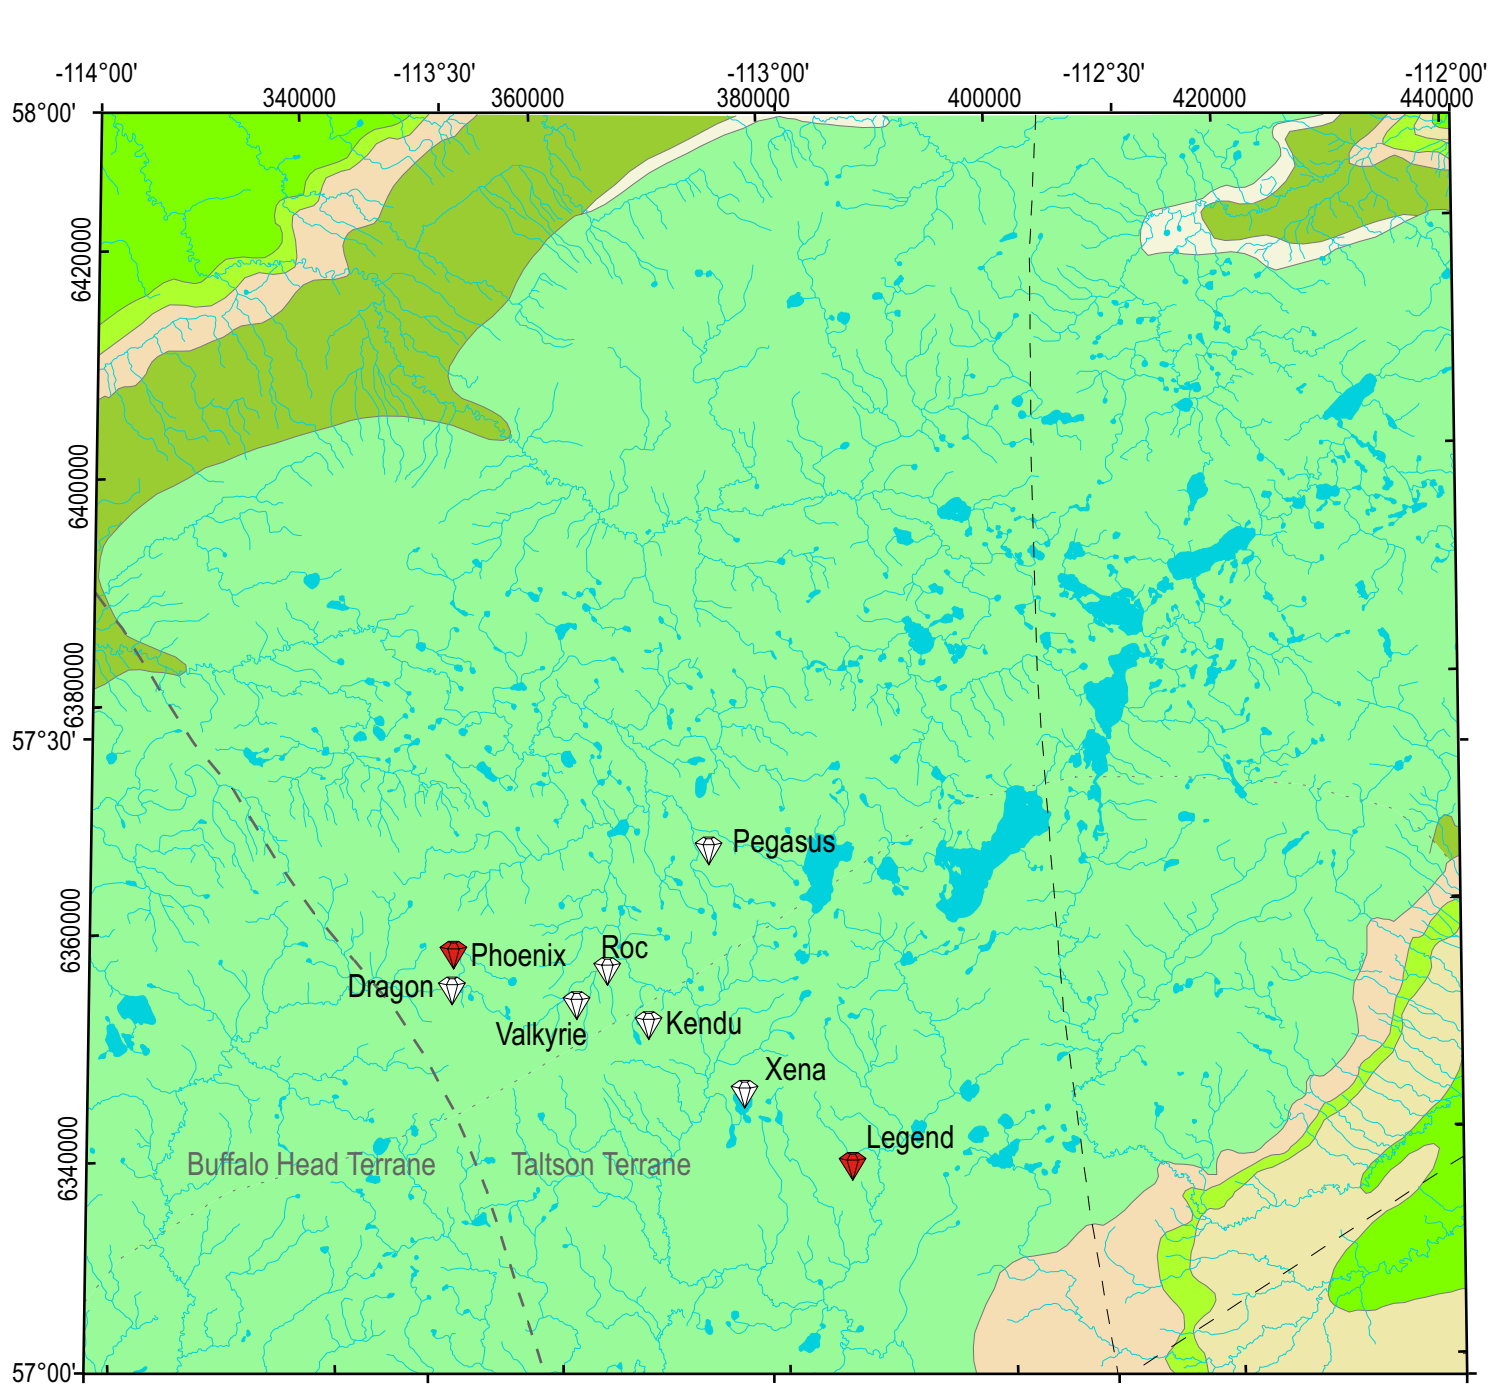 -114°00'
-113°30'
-113°00'
-112°30'
-112°00'
340000
360000
380000
400000
420000
440000
58°00'
6420000
6400000
6380000
57°30'
Pegasus
6360000
Phoenix
Roc
Dragon
Valkyrie
Kendu
Xena
Legend
6340000
Buffalo Head Terrane
Taltson Terrane
57°00'